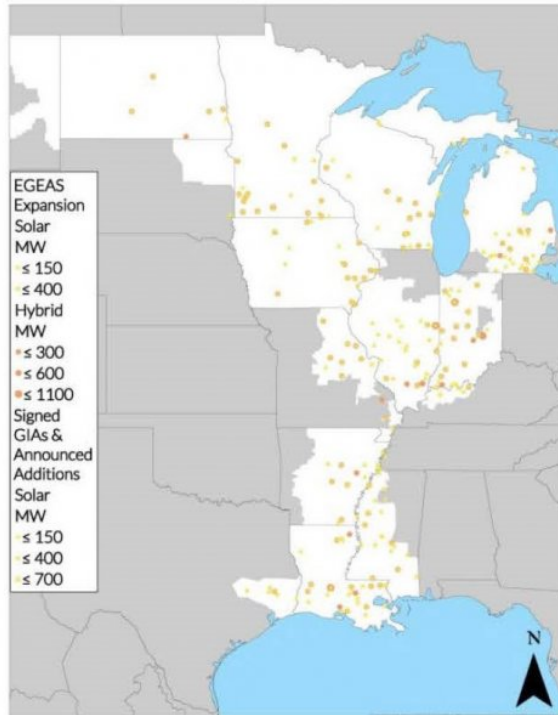 EGEAS
Expansion
Solar
MW
≤ 150
≤ 400
Hybrid
MW
≤ 300
≤ 600
≤ 1100
Signed
GIAs &
Announced
Additions
Solar
MW
≤ 150
≤ 400
≤ 700
N